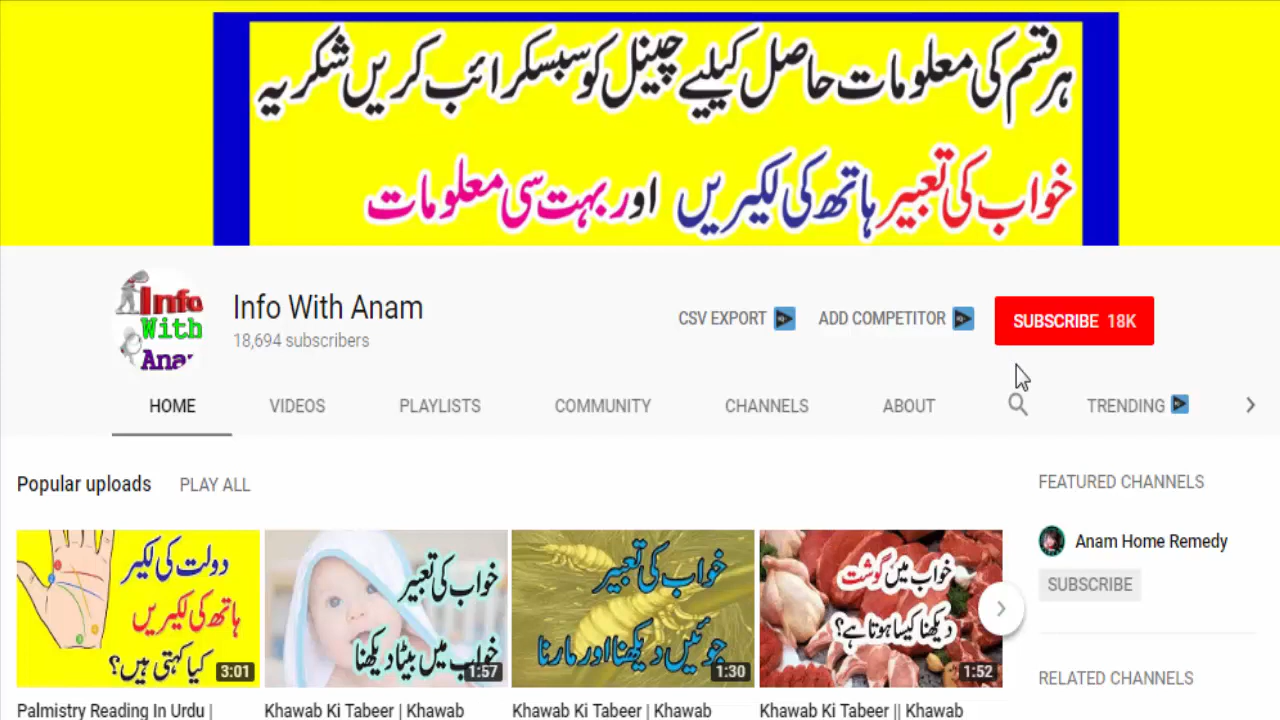 ہر قسم کی معلومات حاصل کیلیے چینل کو سبسکرائب کریں شکریہ
خواب کی تعبیر ہاتھ کی لکیریں اور بہت سی معلومات
Info
With
Ana
Info With Anam
18,694 subscribers
CSV EXPORT
ADD COMPETITOR
SUBSCRIBE 18K
HOME
VIDEOS
PLAYLISTS
COMMUNITY
CHANNELS
ABOUT
TRENDING
Popular uploads
PLAY ALL
دولت کی لکیر
ہاتھ کی لکیریں
کیا کہتی ہیں؟
3:01
Palmistry Reading In Urdu |
خواب کی تعبیر
خواب میں بیٹا دیکھنا
1:57
Khawab Ki Tabeer | Khawab
خواب کی تعبیر
جوئیں دیکھنا اور مارنا
1:30
Khawab Ki Tabeer | Khawab
خواب میں گوشت
دیکھنا کیسا ہوتا ہے؟
1:52
Khawab Ki Tabeer || Khawab
FEATURED CHANNELS
Anam Home Remedy
SUBSCRIBE
RELATED CHANNELS